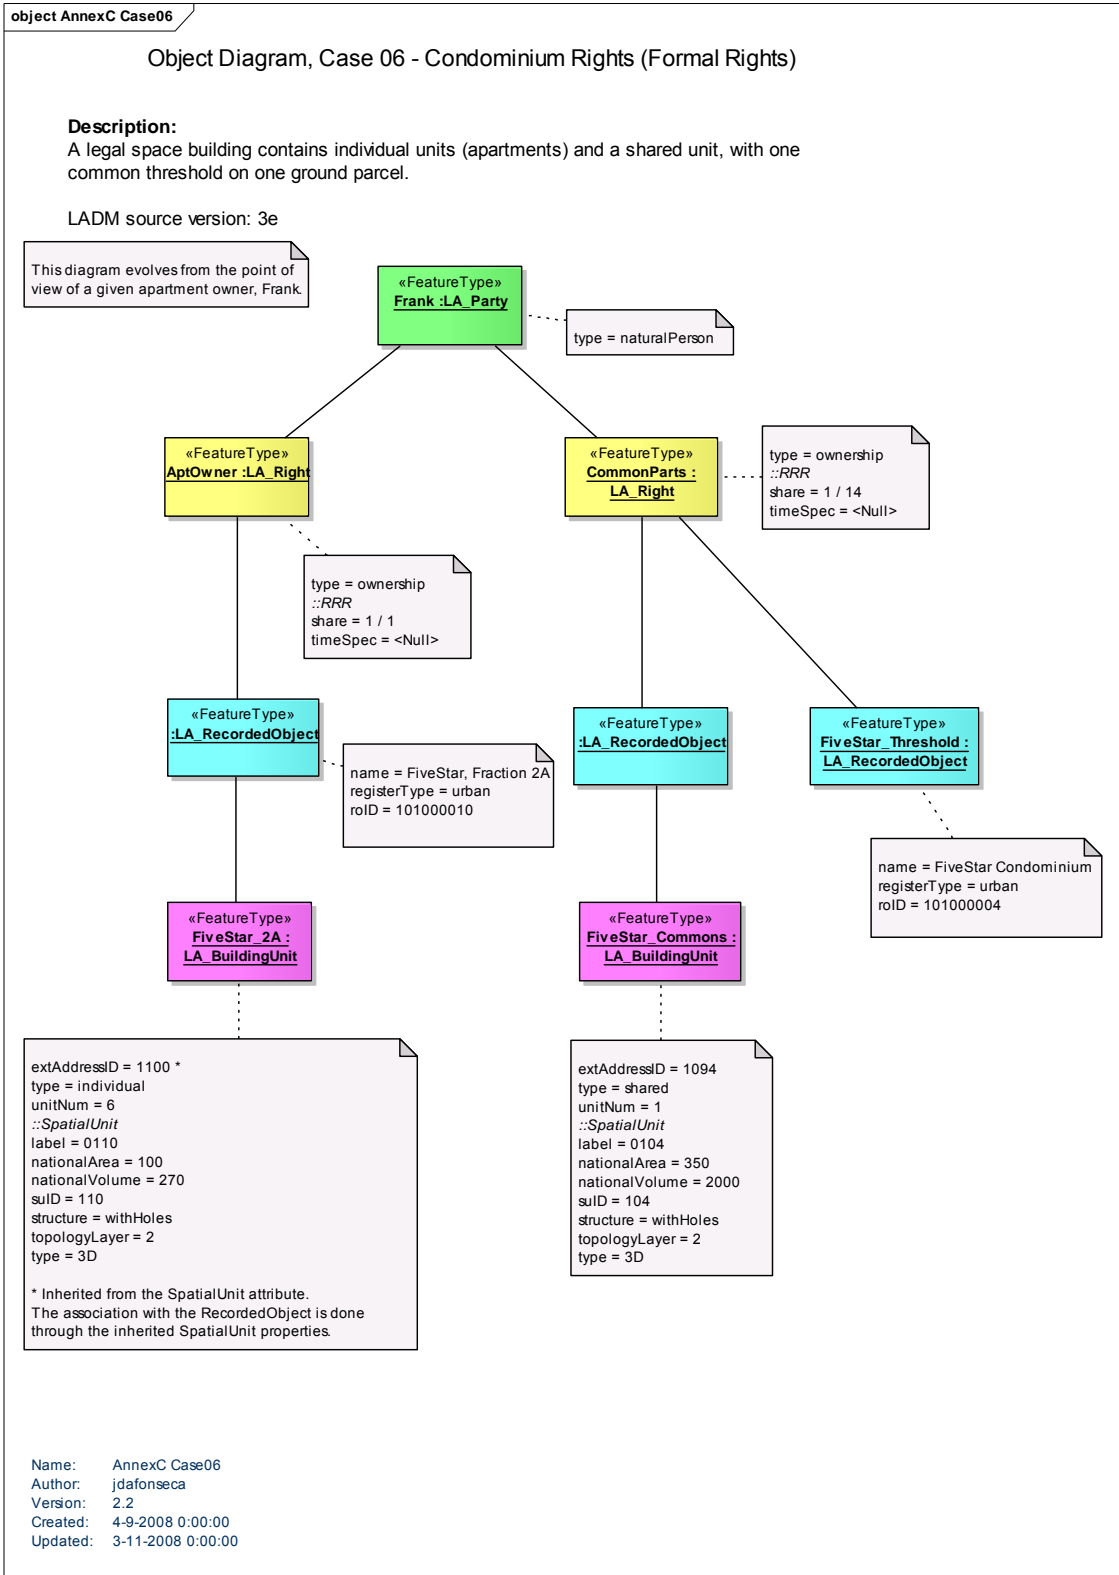 object AnnexC Case06
Object Diagram, Case 06 - Condominium Rights (Formal Rights)
Description:
A legal space building contains individual units (apartments) and a shared unit, with one
common threshold on one ground parcel.
LADM source version: 3e
This diagram evolves from the point of
view of a given apartment owner, Frank.
«FeatureType»
Frank :LA_Party
type = naturalPerson
«FeatureType»
AptOwner :LA_Right
«FeatureType»
CommonParts :
LA_Right
type = ownership
::RRR
share = 1 / 14
timeSpec = <Null>
type = ownership
::RRR
share = 1 / 1
timeSpec = <Null>
«FeatureType»
:LA_RecordedObject
name = FiveStar, Fraction 2A
registerType = urban
roID = 101000010
«FeatureType»
:LA_RecordedObject
«FeatureType»
FiveStar_Threshold :
LA_RecordedObject
name = FiveStar Condominium
registerType = urban
roID = 101000004
«FeatureType»
FiveStar_2A :
LA_BuildingUnit
«FeatureType»
FiveStar_Commons :
LA_BuildingUnit
extAddressID = 1100 *
type = individual
unitNum = 6
::SpatialUnit
label = 0110
nationalArea = 100
nationalVolume = 270
suID = 110
structure = withHoles
topologyLayer = 2
type = 3D
* Inherited from the SpatialUnit attribute.
The association with the RecordedObject is done
through the inherited SpatialUnit properties.
extAddressID = 1094
type = shared
unitNum = 1
::SpatialUnit
label = 0104
nationalArea = 350
nationalVolume = 2000
suID = 104
structure = withHoles
topologyLayer = 2
type = 3D
Name: AnnexC Case06
Author: jdafonseca
Version: 2.2
Created: 4-9-2008 0:00:00
Updated: 3-11-2008 0:00:00